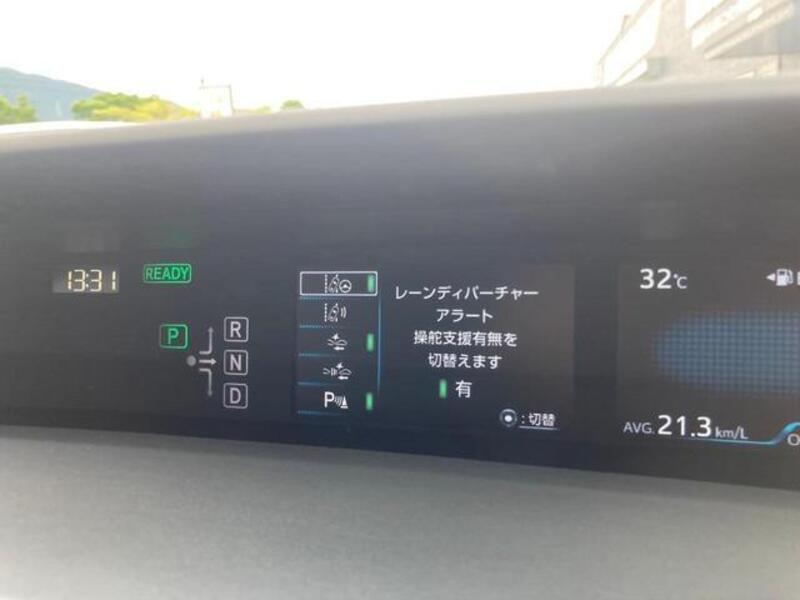 13:31
READY
P
R
N
D
P
レーンディパーチャー
アラート
操舵支援有無を
切替えます
有
:切替
32℃
AVG. 21.3 km/L